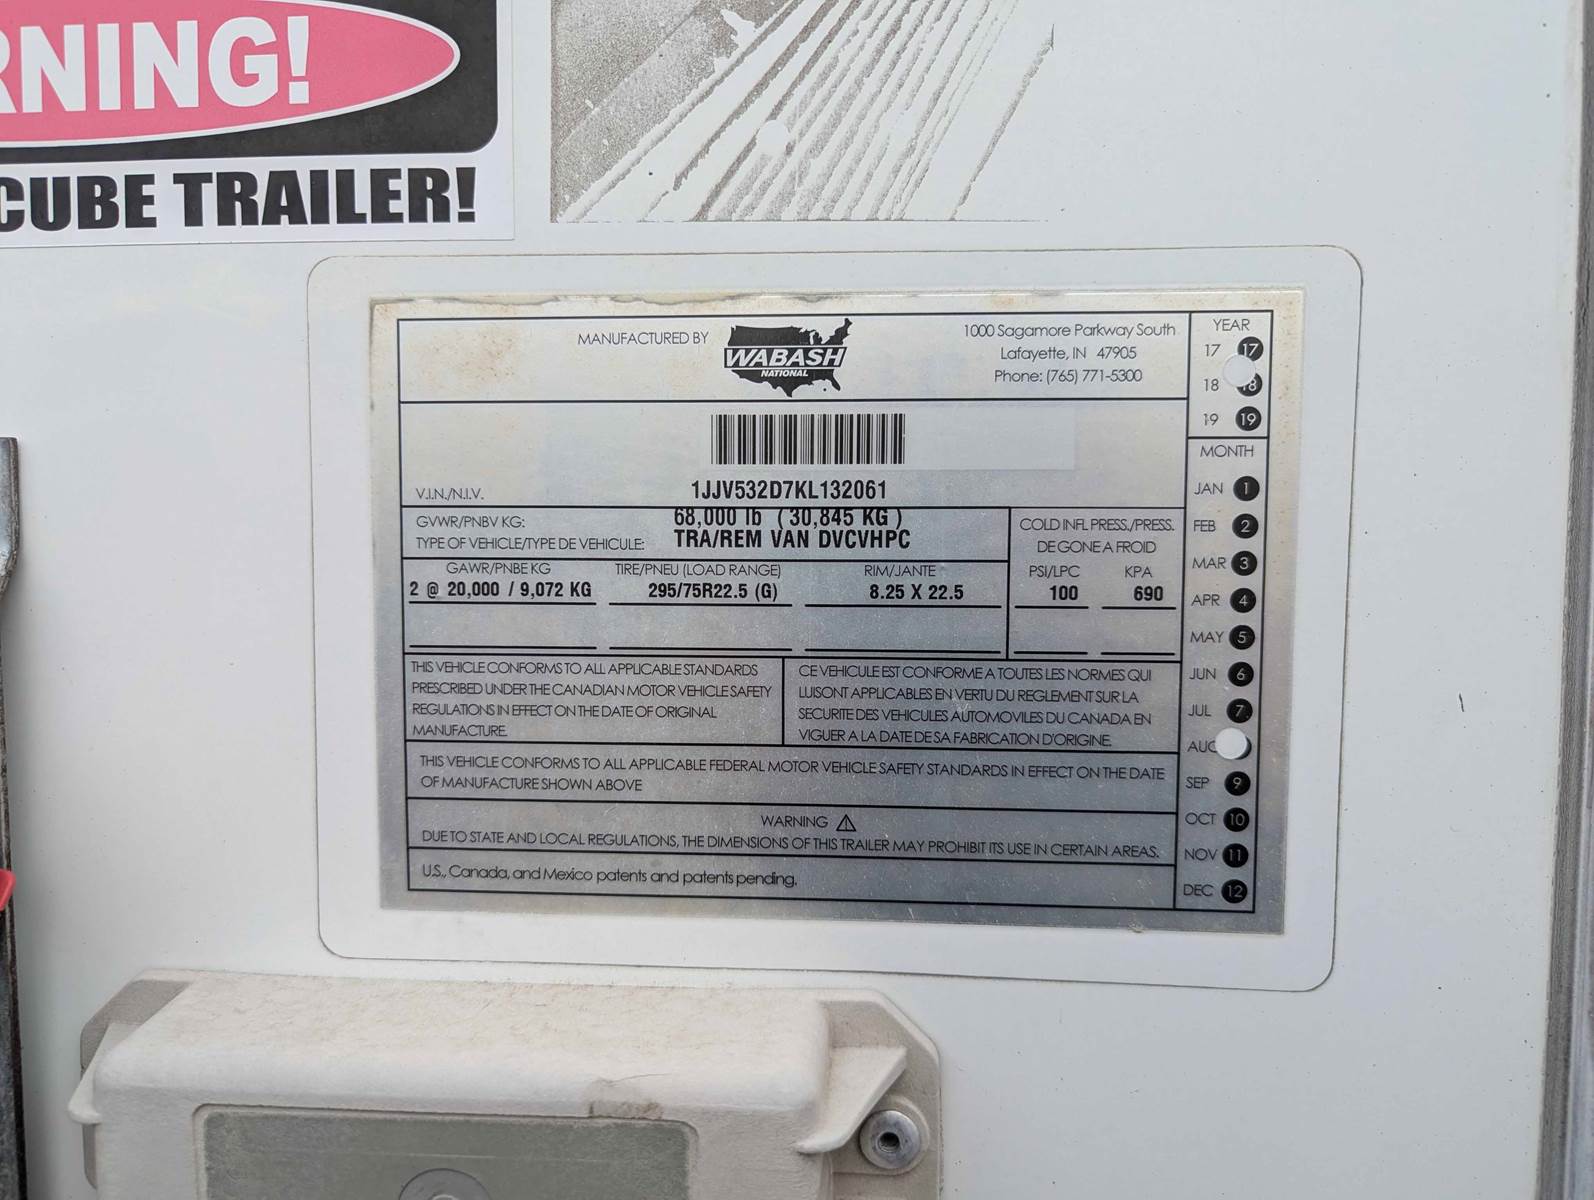 RNING!
CUBE TRAILER!
MANUFACTURED BY
WABASH
NATIONAL
1000 Sagamore Parkway South
Lafayette, IN 47905
Phone: (765) 771-5300
YEAR
17 17
18 18
19 19
V.I.N./N.I.V.
1JJV532D7KL132061
GVWR/PNBV KG:
68,000 lb (30,845 KG)
TYPE OF VEHICLE/TYPE DE VEHICULE:
TRA/REM VAN DVCVHPC
COLD INFL PRESS./PRESS.
DE GONE A FROID
GAWR/PNBE KG
TIRE/PNEU (LOAD RANGE)
RIM/JANTE
PSI/LPC
KPA
2 @ 20,000 / 9,072 KG
295/75R22.5 (G)
8.25 X 22.5
100
690
THIS VEHICLE CONFORMS TO ALL APPLICABLE STANDARDS
PRESCRIBED UNDER THE CANADIAN MOTOR VEHICLE SAFETY
REGULATIONS IN EFFECT ON THE DATE OF ORIGINAL
MANUFACTURE.
CE VEHICULE EST CONFORME A TOUTES LES NORMES QUI
LUISONT APPLICABLES EN VERTU DU REGLEMENT SUR LA
SECURITE DES VEHICULES AUTOMOVILES DU CANADA EN
VIGUER A LA DATE DE SA FABRICATION D'ORIGINE.
THIS VEHICLE CONFORMS TO ALL APPLICABLE FEDERAL MOTOR VEHICLE SAFETY STANDARDS IN EFFECT ON THE DATE
OF MANUFACTURE SHOWN ABOVE
WARNING
DUE TO STATE AND LOCAL REGULATIONS, THE DIMENSIONS OF THIS TRAILER MAY PROHIBIT ITS USE IN CERTAIN AREAS.
U.S., Canada, and Mexico patents and patents pending.
MONTH
JAN 1
FEB 2
MAR 3
APR 4
MAY 5
JUN 6
JUL 7
AUG
SEP 9
OCT 10
NOV 11
DEC 12